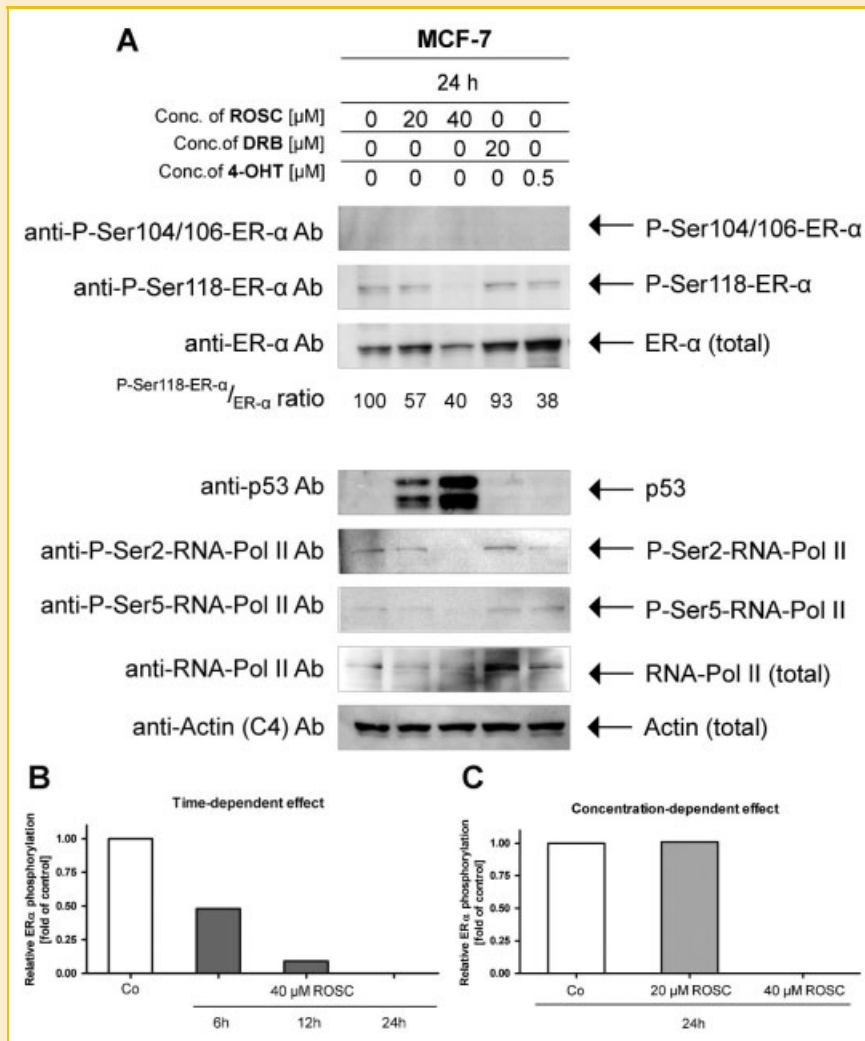 A
MCF-7
24 h
Conc. of ROSC [µM] 0 20 40 0 0
Conc.of DRB [µM] 0 0 0 20 0
Conc.of 4-OHT [µM] 0 0 0 0 0.5
anti-P-Ser104/106-ER-α Ab P-Ser104/106-ER-α
anti-P-Ser118-ER-α Ab P-Ser118-ER-α
anti-ER-α Ab ER-α (total)
P-Ser118-ER-α/ER-α ratio 100 57 40 93 38
anti-p53 Ab p53
anti-P-Ser2-RNA-Pol II Ab P-Ser2-RNA-Pol II
anti-P-Ser5-RNA-Pol II Ab P-Ser5-RNA-Pol II
anti-RNA-Pol II Ab RNA-Pol II (total)
anti-Actin (C4) Ab Actin (total)
B
Time-dependent effect
Relative ERα phosphorylation
[fold of control]
1.00
0.75
0.50
0.25
0.00
Co 40 µM ROSC
6h 12h 24h
C
Concentration-dependent effect
Relative ERα phosphorylation
[fold of control]
1.00
0.75
0.50
0.25
0.00
Co 20 µM ROSC 40 µM ROSC
24h